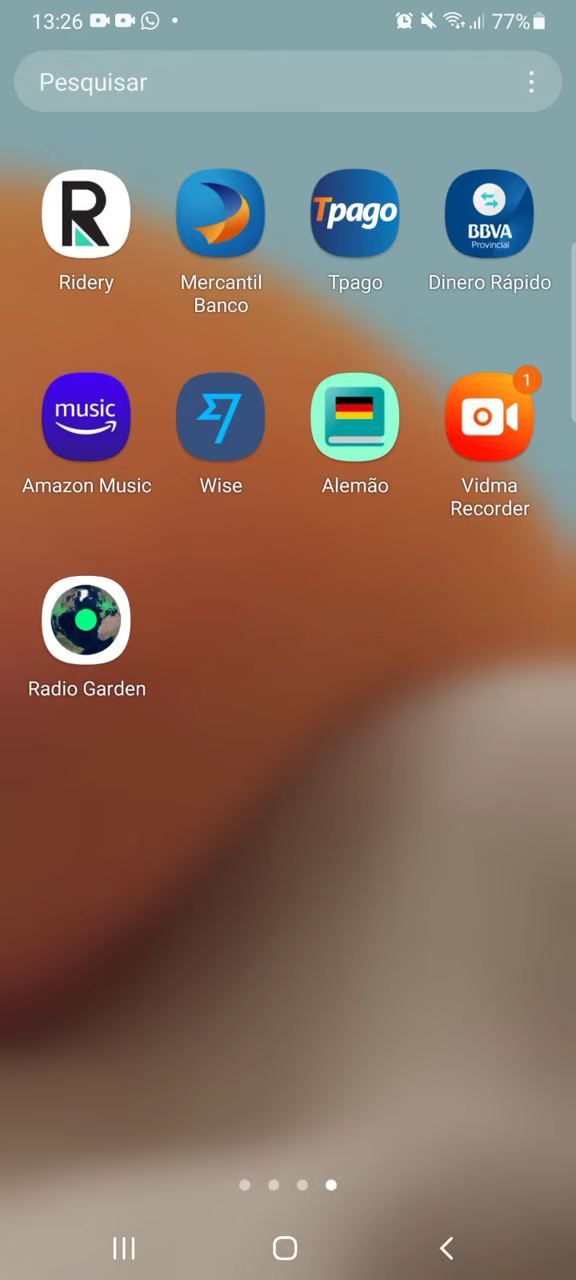 13:26
77%
Pesquisar
R
Tpago
BBVA
Provincial
Ridery
Mercantil
Banco
Tpago
Dinero Rápido
music
1
Amazon Music
Wise
Alemão
Vidma
Recorder
Radio Garden